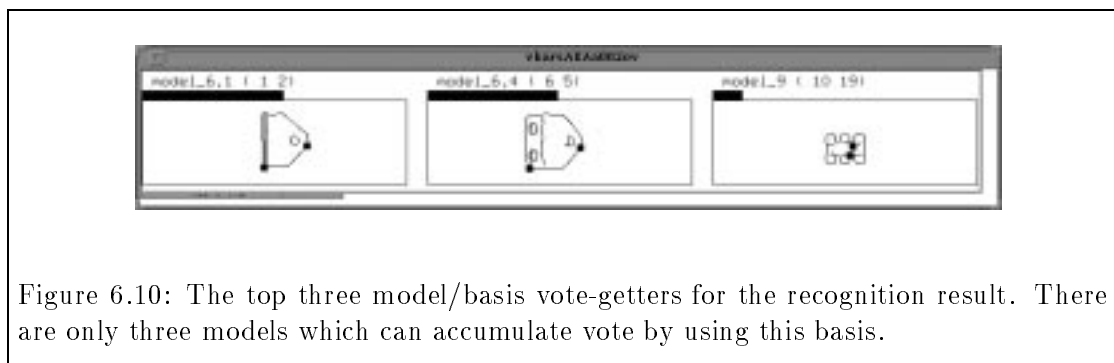 model_6,1 ( 1 2) model_6,4 ( 6 5) model_9 ( 10 19)
Figure 6.10: The top three model/basis vote-getters for the recognition result. There
are only three models which can accumulate vote by using this basis.